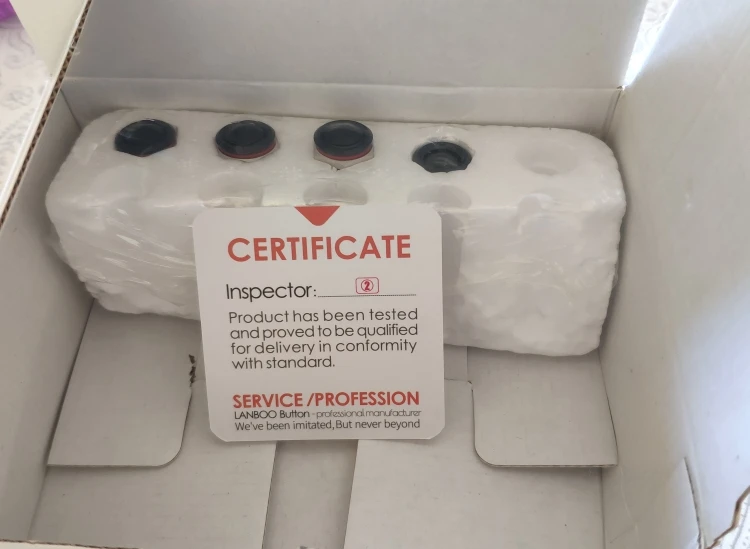 CERTIFICATE
Inspector: ②
Product has been tested
and proved to be qualified
for delivery in conformity
with standard.
SERVICE /PROFESSION
LANBOO Button - professional manufacturer
We've been imitated,But never beyond